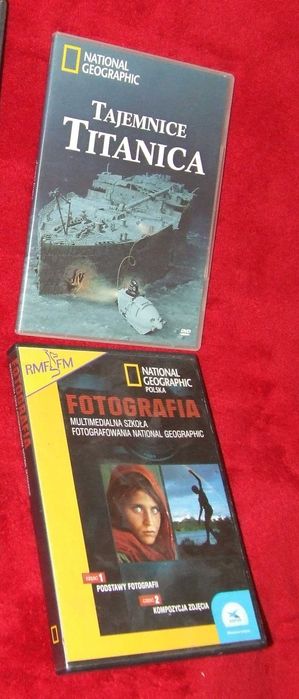 NATIONAL
GEOGRAPHIC
TAJEMNICE
TITANICA
DVD
RMF FM
NATIONAL
GEOGRAPHIC
POLSKA
FOTOGRAFIA
MULTIMEDIALNA SZKOŁA
FOTOGRAFOWANIA NATIONAL GEOGRAPHIC
CZĘŚĆ 1
PODSTAWY FOTOGRAFII
CZĘŚĆ 2
KOMPOZYCJA ZDJĘCIA
FOTOGRAFIA